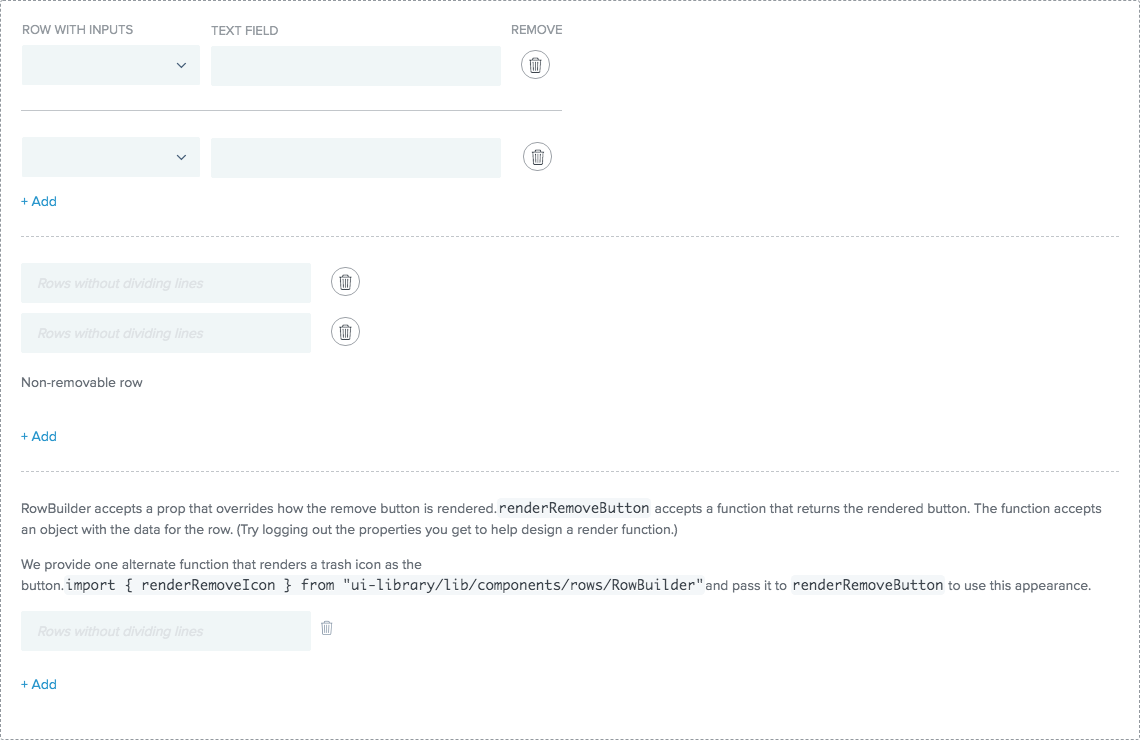 ROW WITH INPUTS TEXT FIELD REMOVE
+ Add
Rows without dividing lines
Rows without dividing lines
Non-removable row
+ Add
RowBuilder accepts a prop that overrides how the remove button is rendered. renderRemoveButton accepts a function that returns the rendered button. The function accepts
an object with the data for the row. (Try logging out the properties you get to help design a render function.)
We provide one alternate function that renders a trash icon as the
button. import { renderRemoveIcon } from "ui-library/lib/components/rows/RowBuilder" and pass it to renderRemoveButton to use this appearance.
Rows without dividing lines
+ Add